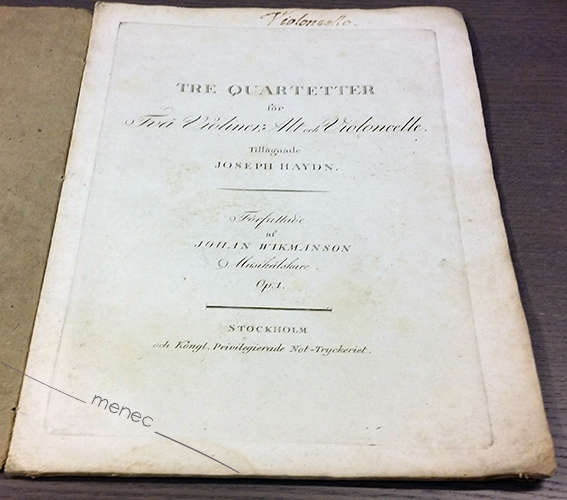 Violoncello.
TRE QUARTETTER
för
Två Violiner, Alt och Violoncelle.
Tillägnade
JOSEPH HAYDN.
Författade
af
JOHAN WIKMANSON
Musikälskare.
Op. 1.
STOCKHOLM
och Kongl. Privilegierade Not-Tryckeriet.
menec